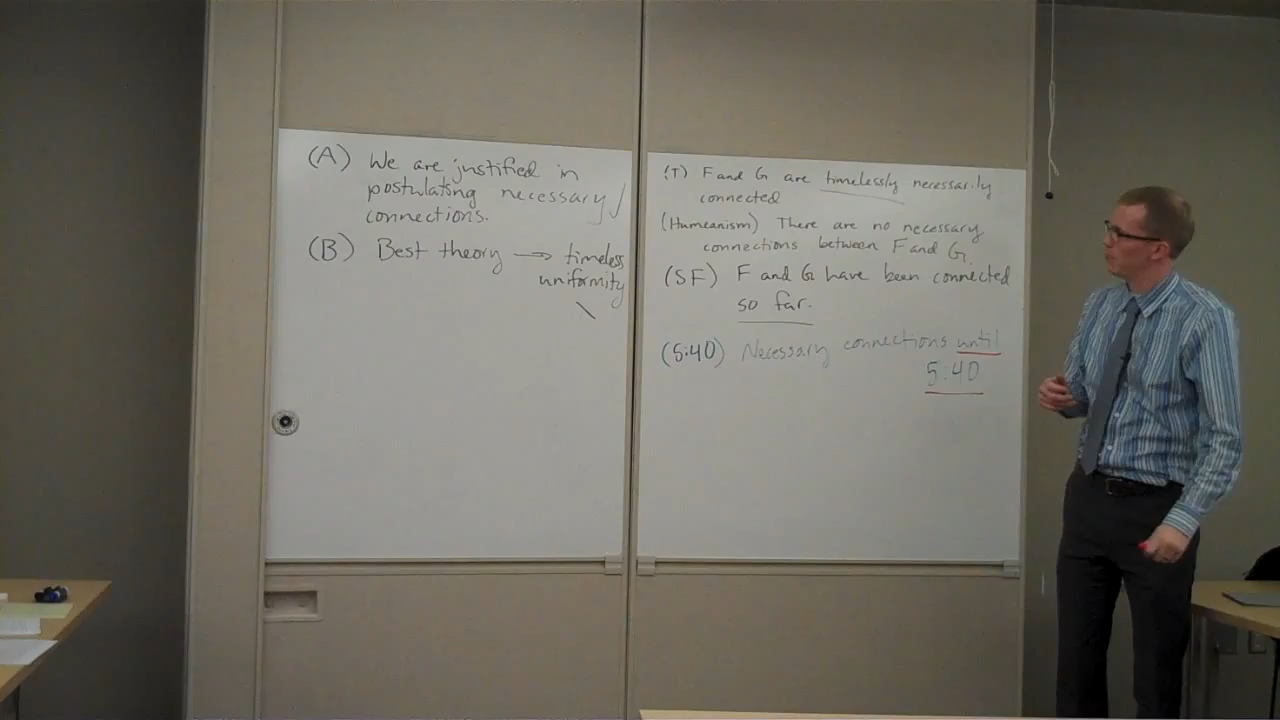 (A) We are justified in
postulating necessary
connections.
(B) Best theory → timeless
uniformity
(T) F and G are timelessly necessarily
connected
(Humeanism) There are no necessary
connections between F and G.
(SF) F and G have been connected
so far.
(5:40) Necessary connections until
5:40